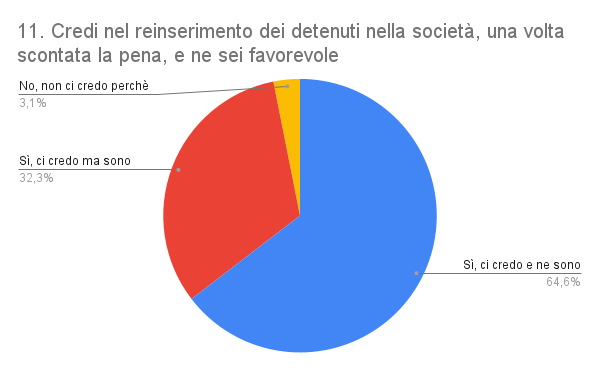 11. Credi nel reinserimento dei detenuti nella società, una volta
scontata la pena, e ne sei favorevole
No, non ci credo perchè
3,1%
Sì, ci credo ma sono
32,3%
Sì, ci credo e ne sono
64,6%